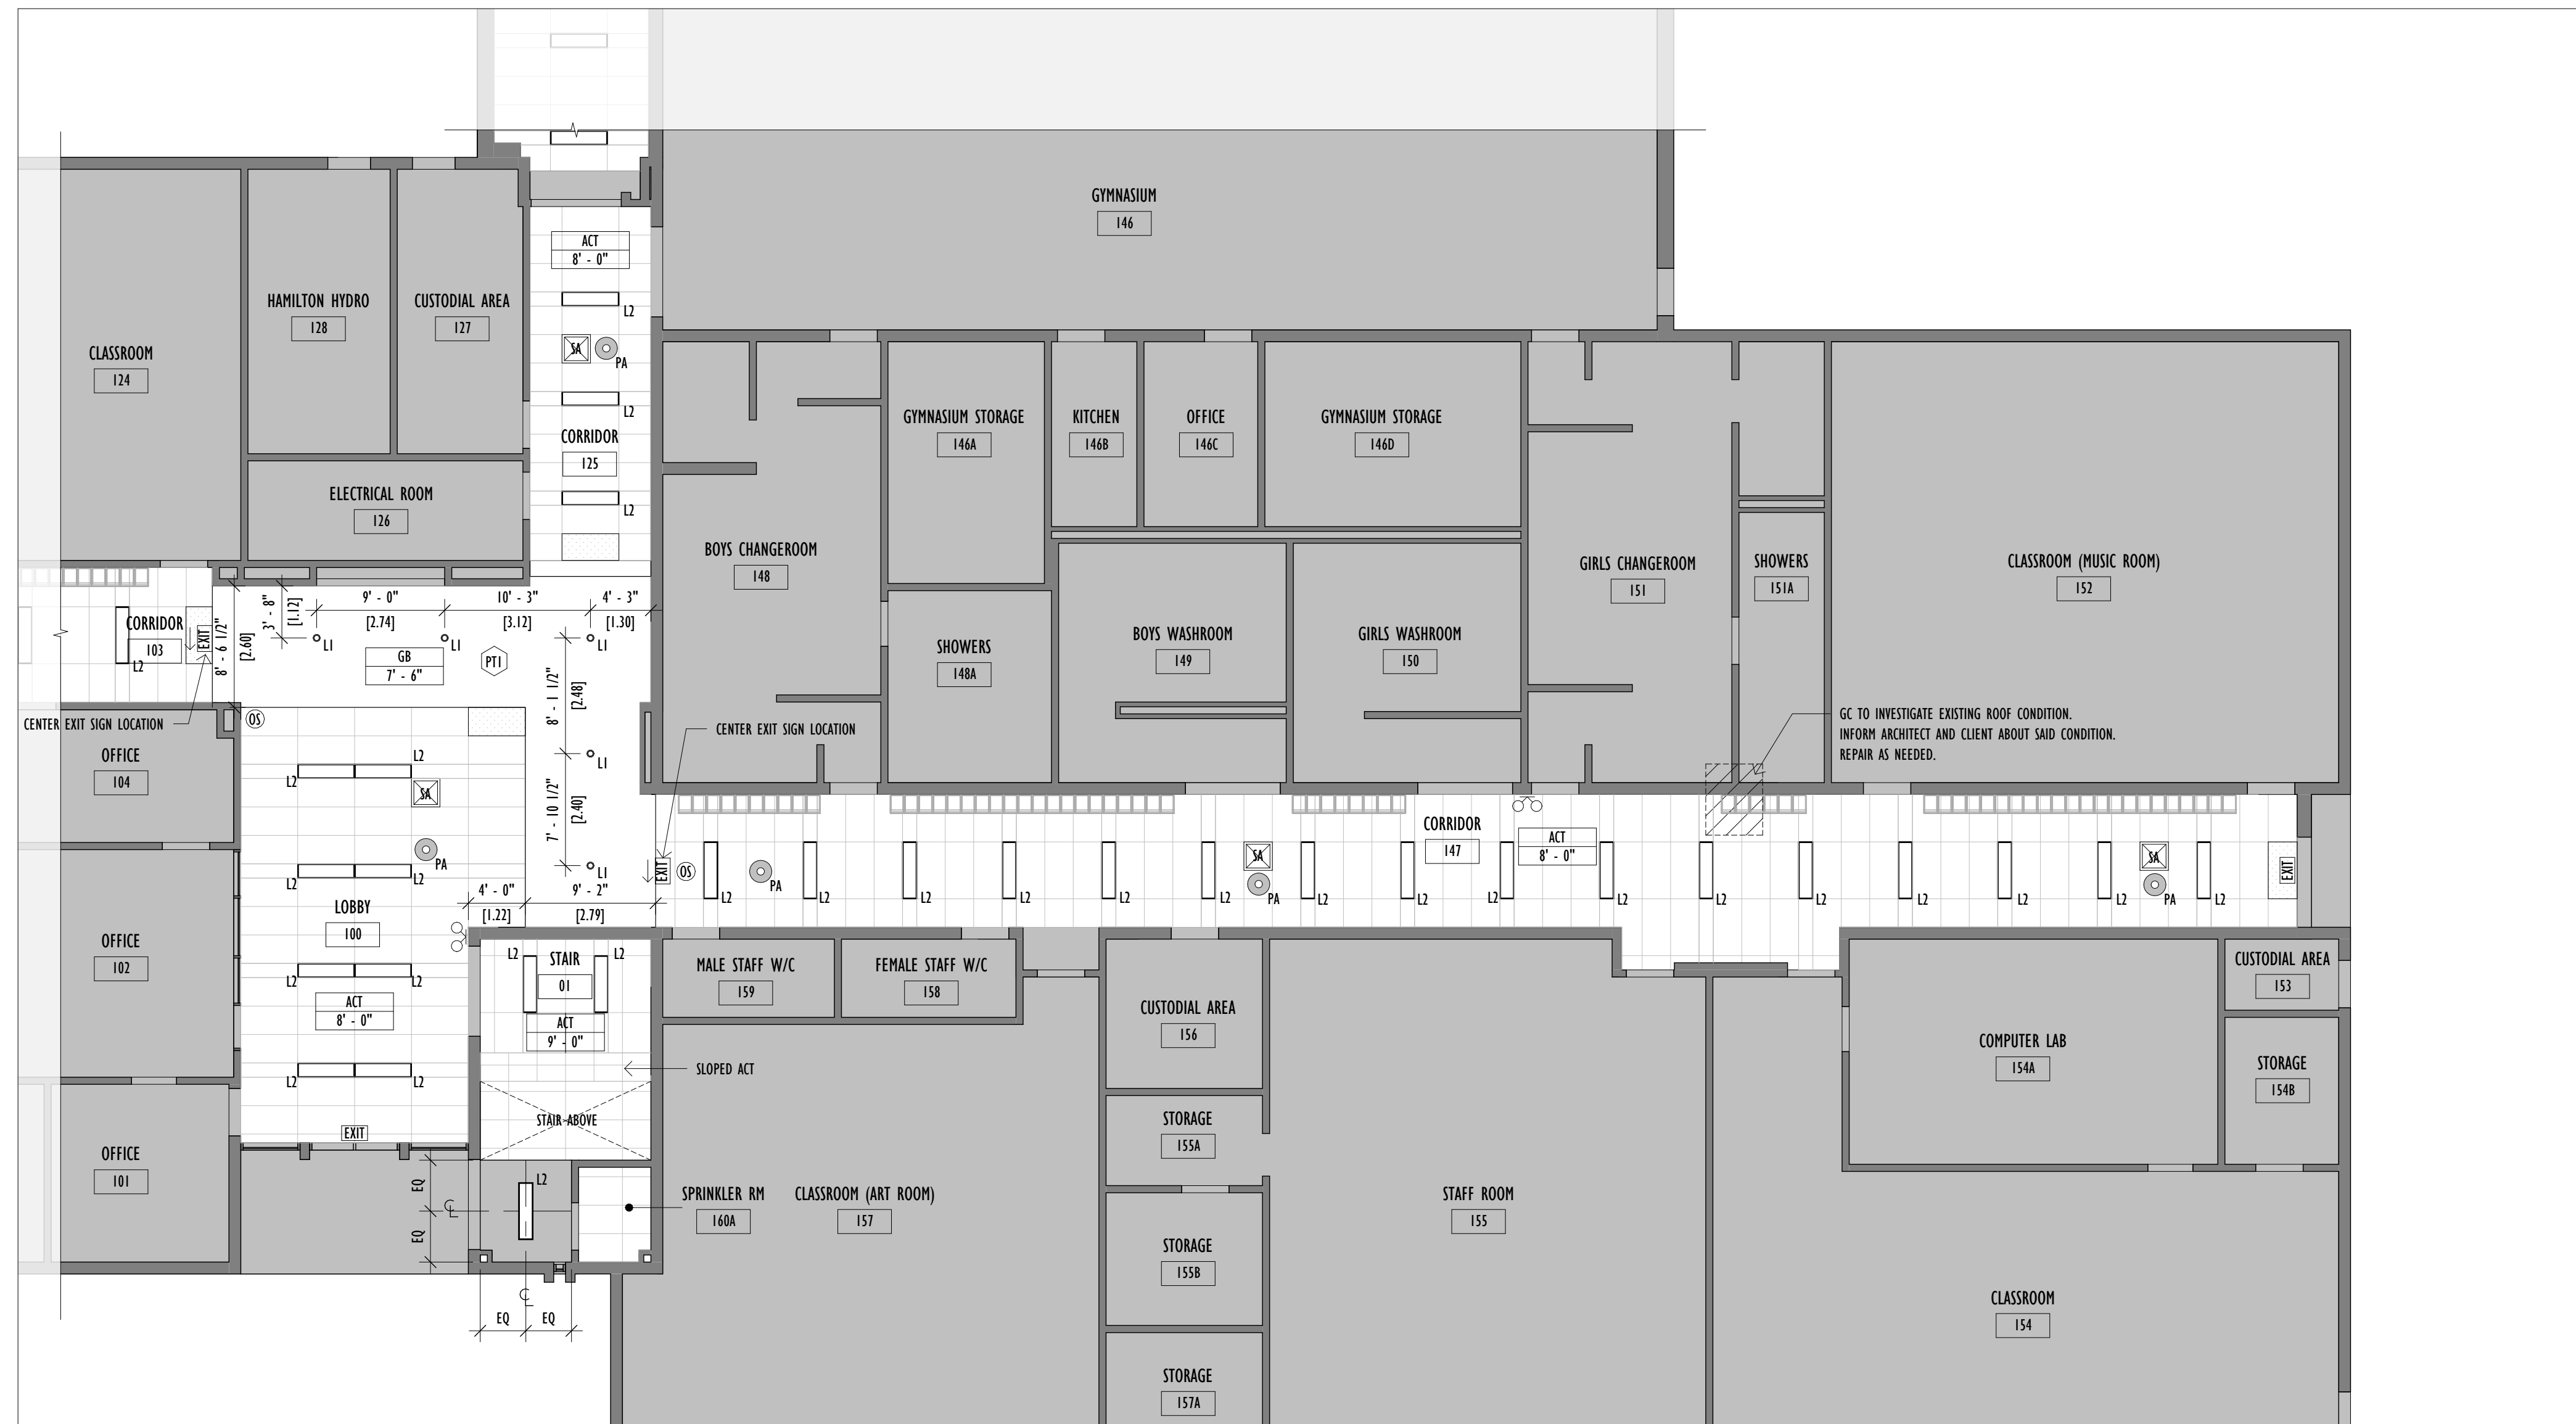 GYMNASIUM
146
ACT
8' - 0"
L2
SA
PA
L2
CORRIDOR
125
L2
HAMILTON HYDRO
128
CUSTODIAL AREA
127
CLASSROOM
124
ELECTRICAL ROOM
126
GYMNASIUM STORAGE
146A
KITCHEN
146B
OFFICE
146C
GYMNASIUM STORAGE
146D
BOYS CHANGEROOM
148
GIRLS CHANGEROOM
151
SHOWERS
151A
CLASSROOM (MUSIC ROOM)
152
SHOWERS
148A
BOYS WASHROOM
149
GIRLS WASHROOM
150
CORRIDOR
103
L2
EXIT
8' - 6 1/2"
[2.60]
3' - 8"
[1.12]
9' - 0"
[2.74]
10' - 3"
[3.12]
4' - 3"
[1.30]
L1
L1
L1
GB
7' - 6"
PT1
8' - 1 1/2"
[2.48]
L1
7' - 10 1/2"
[2.40]
L1
CENTER EXIT SIGN LOCATION
CENTER EXIT SIGN LOCATION
GC TO INVESTIGATE EXISTING ROOF CONDITION.
INFORM ARCHITECT AND CLIENT ABOUT SAID CONDITION.
REPAIR AS NEEDED.
OS
OFFICE
104
L2
L2
SA
PA
L2
L2
4' - 0"
[1.22]
9' - 2"
[2.79]
LOBBY
100
OFFICE
102
L2
L2
ACT
8' - 0"
L2
L2
EXIT
OFFICE
101
EXIT
OS
L2
PA
L2
L2
L2
L2
L2
SA
PA
L2
L2
CORRIDOR
147
L2
ACT
8' - 0"
L2
L2
L2
L2
L2
L2
SA
PA
L2
EXIT
L2
STAIR
01
L2
ACT
9' - 0"
SLOPED ACT
STAIR ABOVE
MALE STAFF W/C
159
FEMALE STAFF W/C
158
CUSTODIAL AREA
156
STORAGE
155A
STORAGE
155B
STORAGE
157A
STAFF ROOM
155
COMPUTER LAB
154A
CUSTODIAL AREA
153
STORAGE
154B
CLASSROOM
154
L2
SPRINKLER RM
160A
CLASSROOM (ART ROOM)
157
EQ
EQ
CL
CL
EQ
EQ